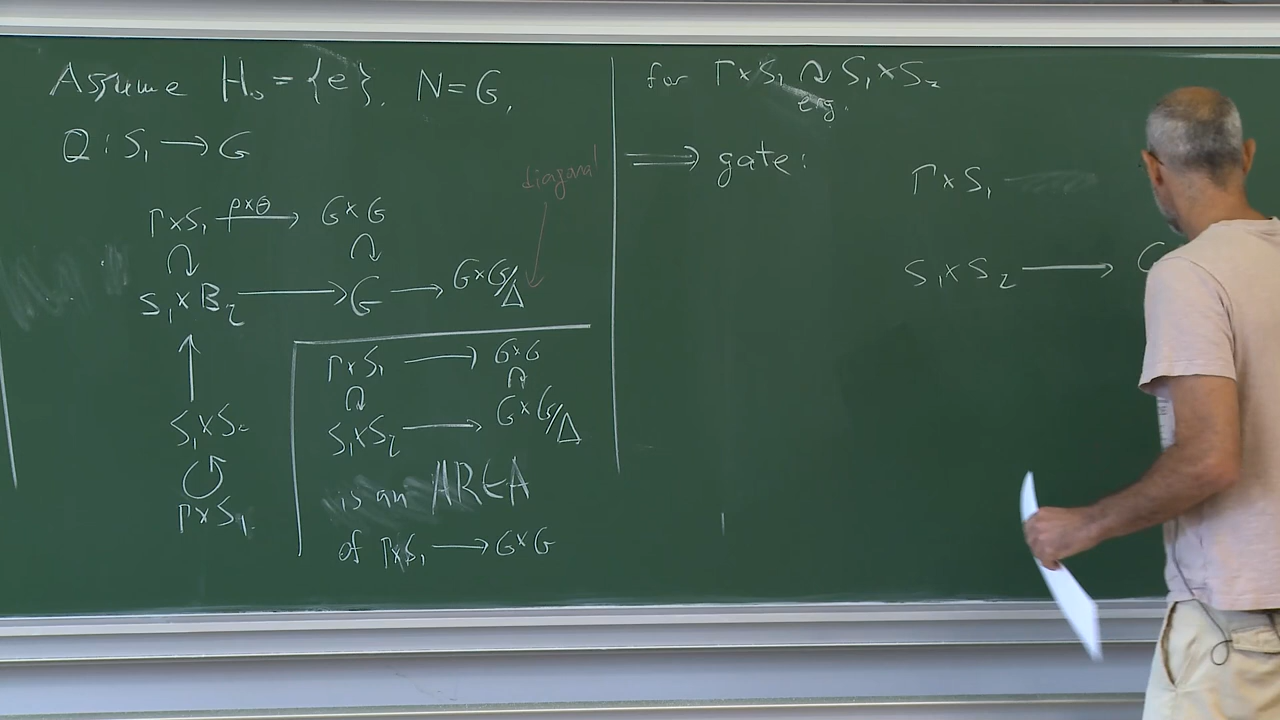 Assume H₀ = {e}, N = G,
Q : S₁ → G
Γ×S₁ —ρ×θ→ G×G
S₁×B₂ → G → G×G/Δ
diagonal
S₁×S₂
Γ×S₁
Γ×S₁ → G×G
S₁×S₂ → G×G/Δ
is an AREA
of Γ×S₁ → G×G
for Γ×S₁ ↷ S₁×S₂
erg.
⟹ gate:
Γ×S₁
S₁×S₂ → G